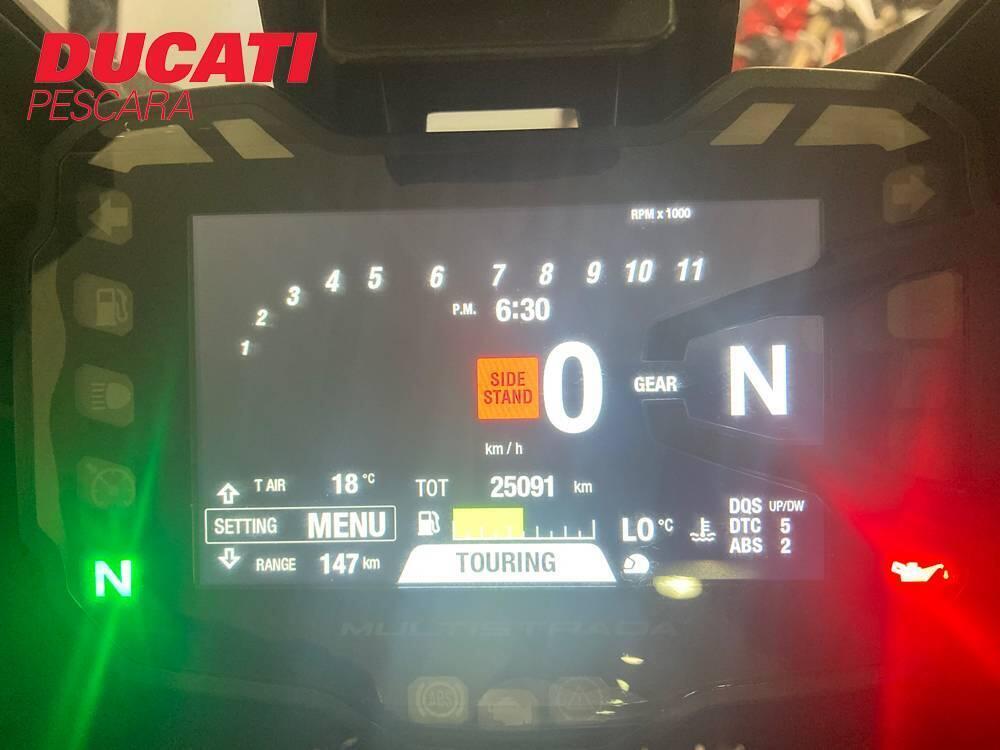 DUCATI
PESCARA
RPM x 1000
1 2 3 4 5 6 7 8 9 10 11
P.M. 6:30
SIDE
STAND
0
GEAR N
km / h
T AIR 18 °C
TOT 25091 km
SETTING MENU
RANGE 147 km
LO °C
DQS UP/DW
DTC 5
ABS 2
TOURING
N
MULTISTRADA
ABS